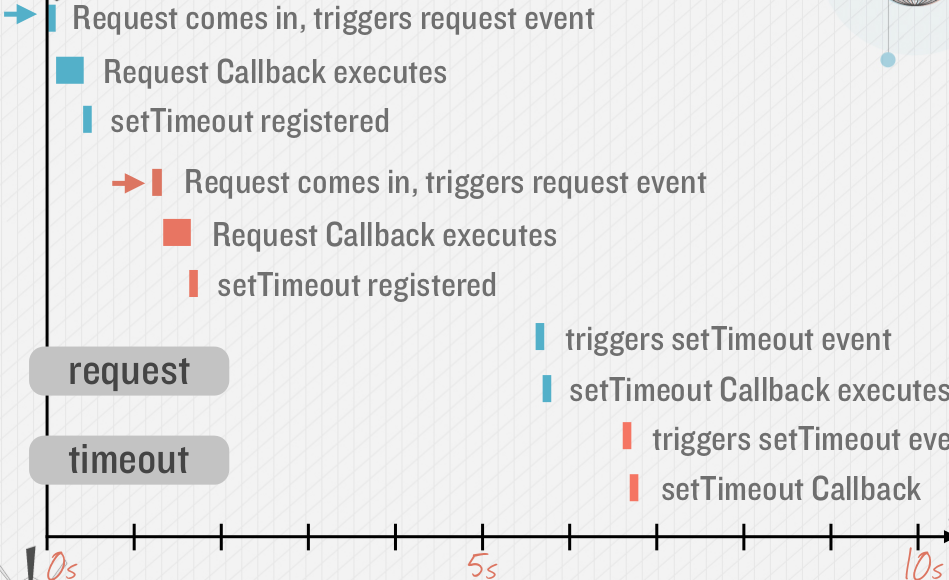 Request comes in, triggers request event
Request Callback executes
setTimeout registered
Request comes in, triggers request event
Request Callback executes
setTimeout registered
triggers setTimeout event
request
setTimeout Callback executes
triggers setTimeout eve
timeout
setTimeout Callback
! 0s 5s 10s